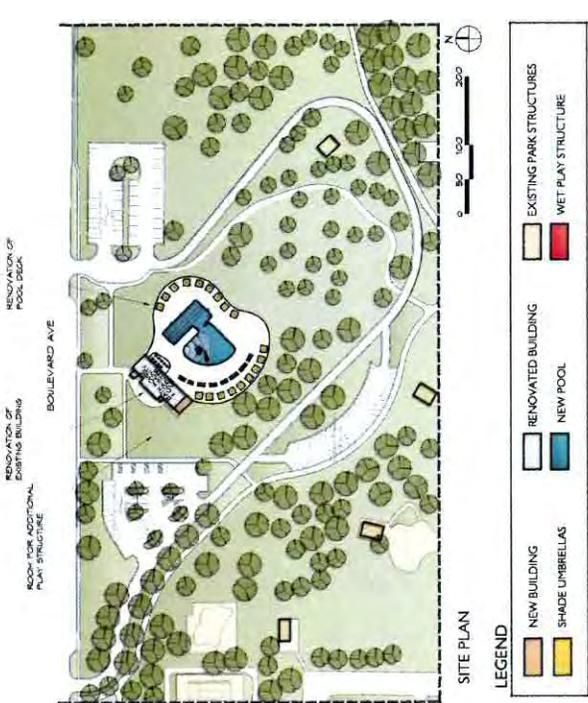 ROOM FOR ADDITIONAL
PLAY STRUCTURE
RENOVATION OF
EXISTING BUILDING
BOULEVARD AVE
RENOVATION OF
POOL DECK
SITE PLAN
0 50 100 200
N
LEGEND
NEW BUILDING
RENOVATED BUILDING
EXISTING PARK STRUCTURES
SHADE UMBRELLAS
NEW POOL
WET PLAY STRUCTURE